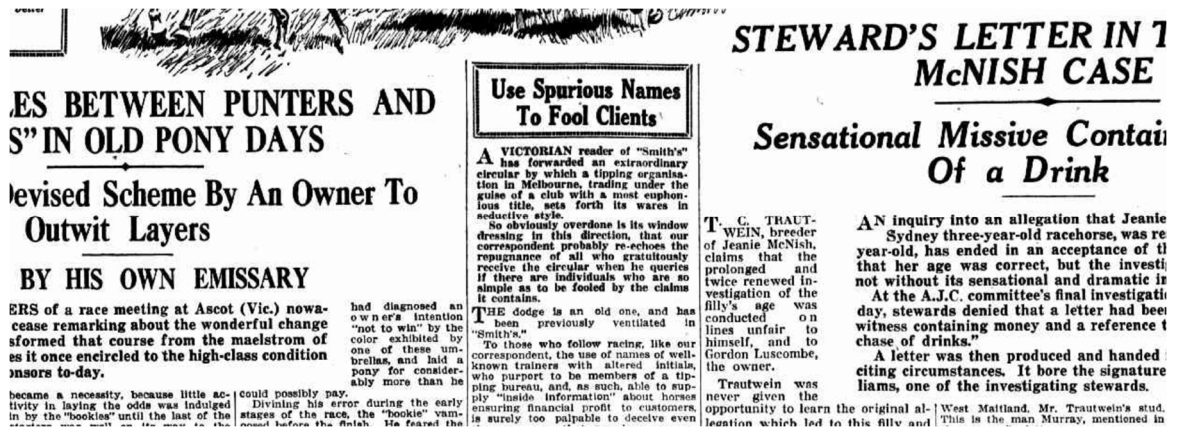 ES BETWEEN PUNTERS AND
S" IN OLD PONY DAYS
Devised Scheme By An Owner To
Outwit Layers
BY HIS OWN EMISSARY
ERS of a race meeting at Ascot (Vic.) nowa-
cease remarking about the wonderful change
sformed that course from the maelstrom of
es it once encircled to the high-class condition
onsors to-day.
became a necessity, because little ac-
tivity in laying the odds was indulged
in by the "bookies" until the last of the
had diagnosed an
owner's intention
"not to win" by the
color exhibited by
one of these um-
brellas, and laid a
pony for consider-
ably more than he
could possibly pay.
Divining his error during the early
stages of the race, the "bookie" vam-
posed before the finish. He feared the
Use Spurious Names
To Fool Clients
A VICTORIAN reader of "Smith's"
has forwarded an extraordinary
circular by which a tipping organisa-
tion in Melbourne, trading under the
guise of a club with a most euphon-
ious title, sets forth its wares in
seductive style.
So obviously overdone is its window
dressing in this direction, that our
correspondent probably re-echoes the
repugnance of all who gratuitously
receive the circular when he queries
if there are individuals who are so
simple as to be fooled by the claims
it contains.
THE dodge is an old one, and has
been previously ventilated in
"Smith's."
To those who follow racing, like our
correspondent, the use of names of well-
known trainers with altered initials,
who purport to be members of a tip-
ping bureau, and, as such, able to sup-
ply "inside information" about horses
ensuring financial profit to customers,
is surely too palpable to deceive even
STEWARD'S LETTER IN T
McNISH CASE
Sensational Missive Contai
Of a Drink
T. C. TRAUT-
WEIN, breeder
of Jeanie McNish,
claims that the
prolonged and
twice renewed in-
vestigation of the
filly's age was
conducted on
lines unfair to
himself, and to
Gordon Luscombe,
the owner.
Trautwein was
never given the
opportunity to learn the original al-
legation which led to this filly and
AN inquiry into an allegation that Jeanie
Sydney three-year-old racehorse, was re
year-old, has ended in an acceptance of t
that her age was correct, but the investi
not without its sensational and dramatic in
At the A.J.C. committee's final investigati
day, stewards denied that a letter had bee
witness containing money and a reference t
chase of drinks."
A letter was then produced and handed
citing circumstances. It bore the signature
liams, one of the investigating stewards.
West Maitland, Mr. Trautwein's stud.
This is the man Murray, mentioned in